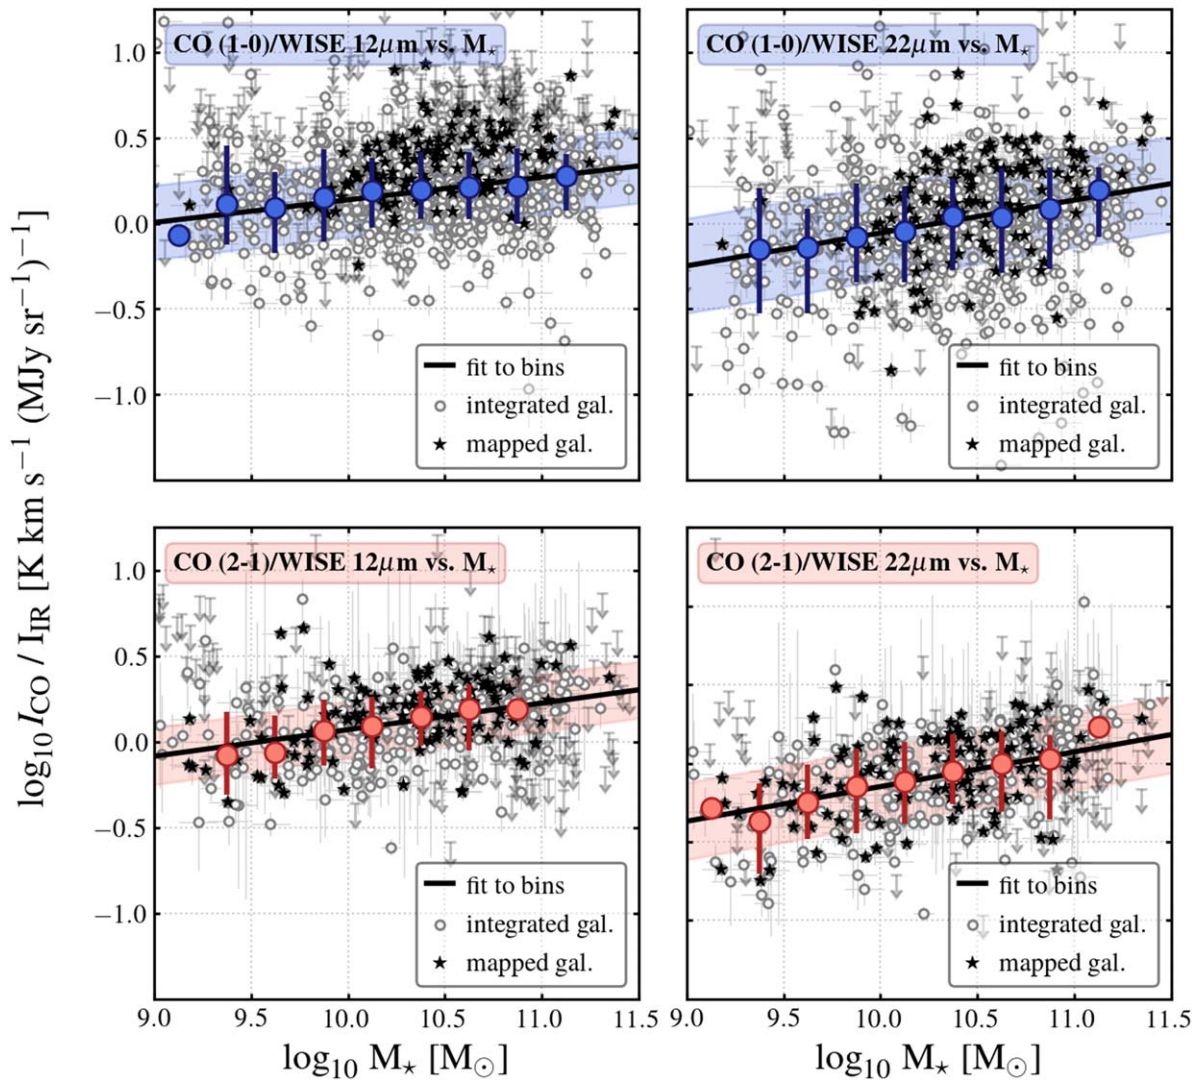 CO (1-0)/WISE 12μm vs. M⋆
CO (1-0)/WISE 22μm vs. M⋆
1.0
0.5
0.0
−0.5
−1.0
fit to bins
integrated gal.
mapped gal.
fit to bins
integrated gal.
mapped gal.
log₁₀ I_CO / I_IR [K km s⁻¹ (MJy sr⁻¹)⁻¹]
CO (2-1)/WISE 12μm vs. M⋆
CO (2-1)/WISE 22μm vs. M⋆
1.0
0.5
0.0
−0.5
−1.0
fit to bins
integrated gal.
mapped gal.
fit to bins
integrated gal.
mapped gal.
9.0 9.5 10.0 10.5 11.0 11.5
9.0 9.5 10.0 10.5 11.0 11.5
log₁₀ M⋆ [M⊙]
log₁₀ M⋆ [M⊙]